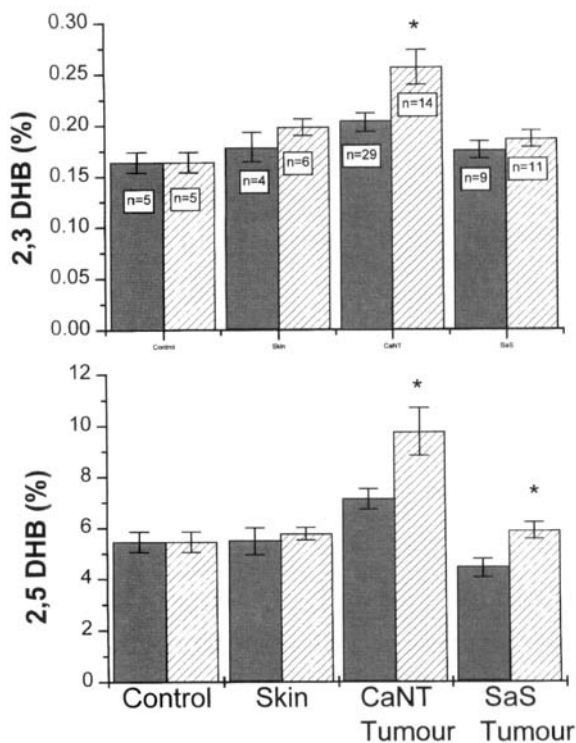 0.30
*
0.25
n=14
0.20
n=6
n=29
n=11
0.15
n=5
n=5
n=4
n=9
0.10
0.05
0.00
2,3 DHB (%)
Control
Skin
CaNT
SaS
12
*
10
8
*
6
4
2
0
2,5 DHB (%)
Control
Skin
CaNT
SaS
Tumour
Tumour